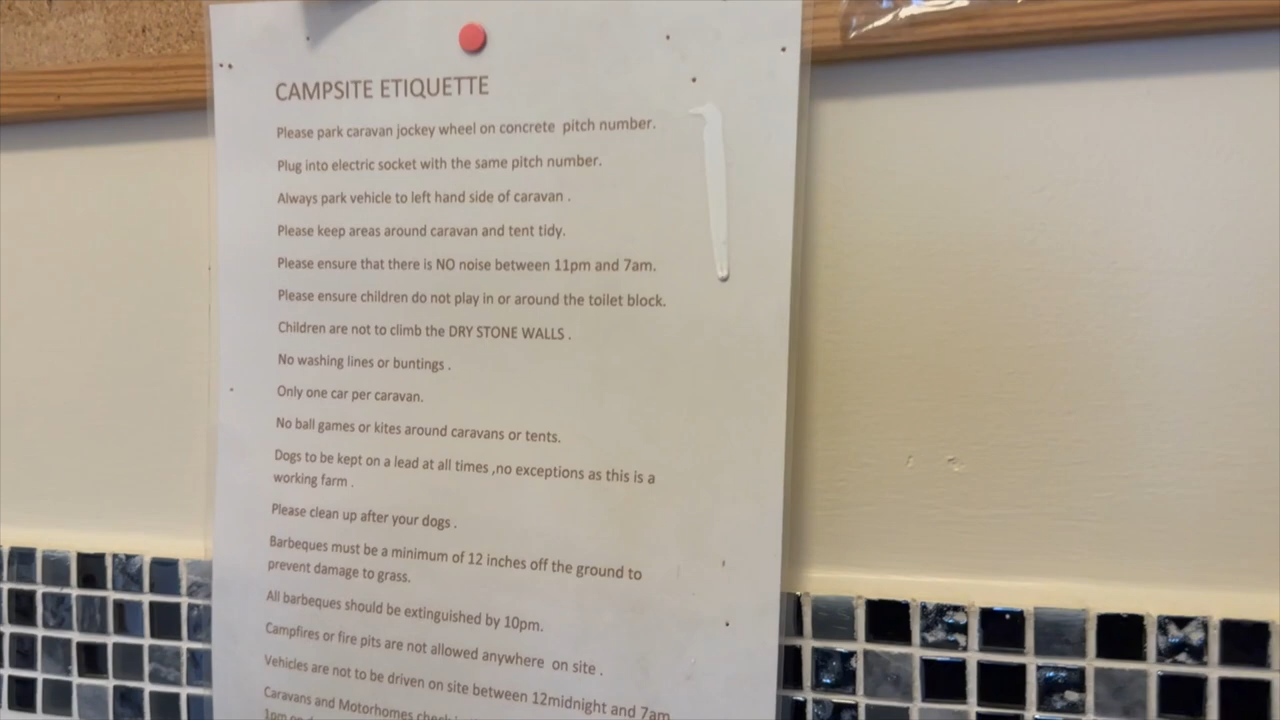 CAMPSITE ETIQUETTE
Please park caravan jockey wheel on concrete  pitch number.
Plug into electric socket with the same pitch number.
Always park vehicle to left hand side of caravan .
Please keep areas around caravan and tent tidy.
Please ensure that there is NO noise between 11pm and 7am.
Please ensure children do not play in or around the toilet block.
Children are not to climb the DRY STONE WALLS .
No washing lines or buntings .
Only one car per caravan.
No ball games or kites around caravans or tents.
Dogs to be kept on a lead at all times ,no exceptions as this is a
working farm .
Please clean up after your dogs .
Barbeques must be a minimum of 12 inches off the ground to
prevent damage to grass.
All barbeques should be extinguished by 10pm.
Campfires or fire pits are not allowed anywhere  on site .
Vehicles are not to be driven on site between 12midnight and 7am
Caravans and Motorhomes check
1pm on